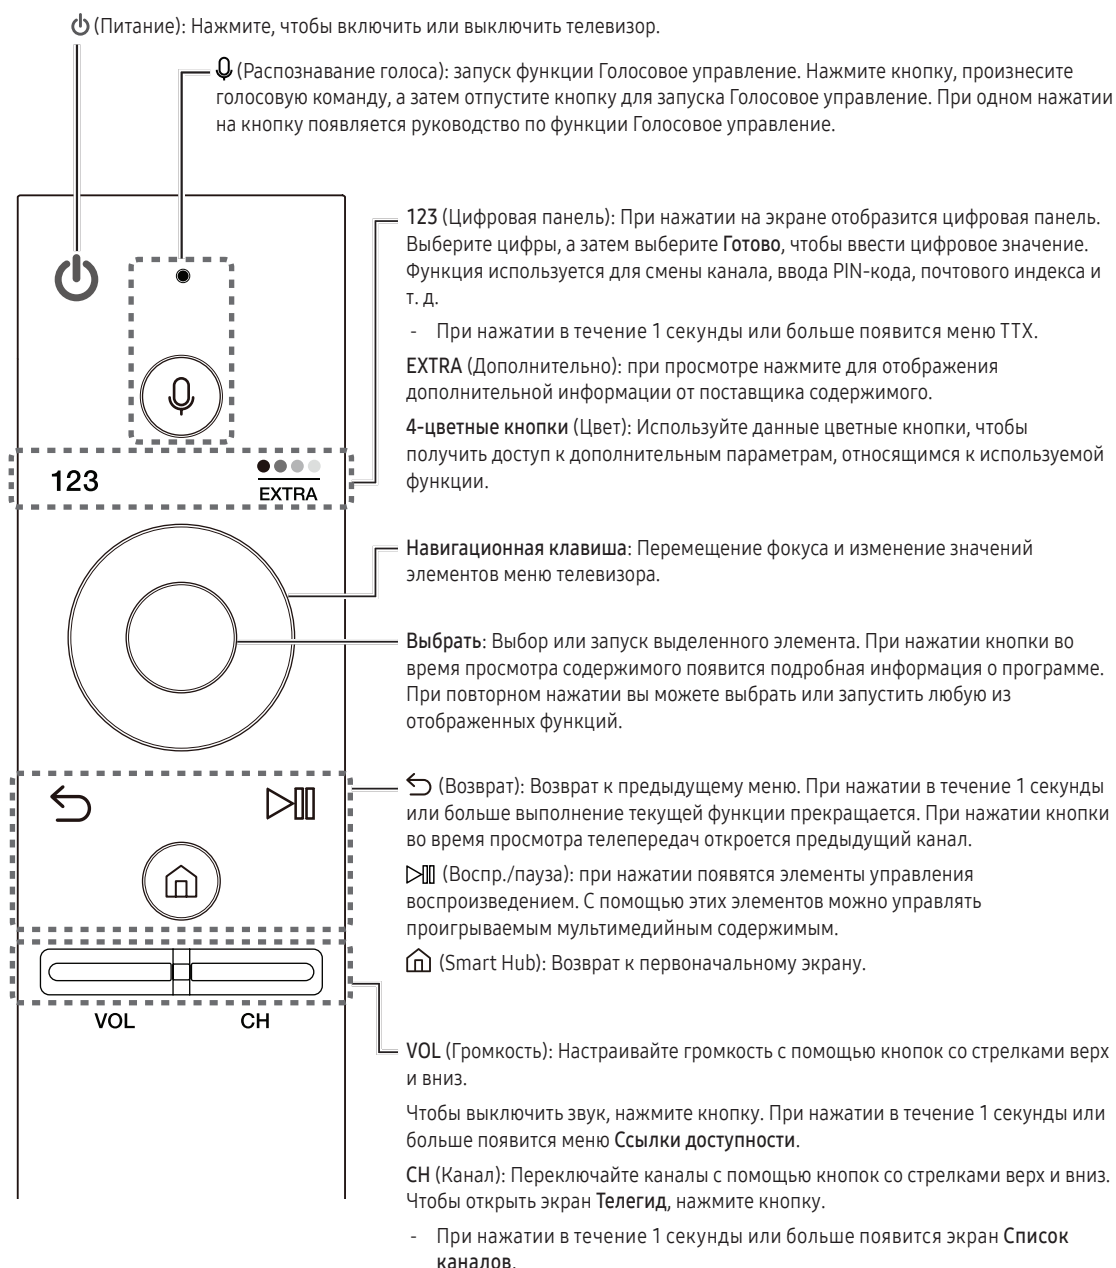 (Питание): Нажмите, чтобы включить или выключить телевизор.
(Распознавание голоса): запуск функции Голосовое управление. Нажмите кнопку, произнесите
голосовую команду, а затем отпустите кнопку для запуска Голосовое управление. При одном нажатии
на кнопку появляется руководство по функции Голосовое управление.
123 (Цифровая панель): При нажатии на экране отобразится цифровая панель.
Выберите цифры, а затем выберите Готово, чтобы ввести цифровое значение.
Функция используется для смены канала, ввода PIN-кода, почтового индекса и
т. д.
- При нажатии в течение 1 секунды или больше появится меню TTX.
EXTRA (Дополнительно): при просмотре нажмите для отображения
дополнительной информации от поставщика содержимого.
4-цветные кнопки (Цвет): Используйте данные цветные кнопки, чтобы
получить доступ к дополнительным параметрам, относящимся к используемой
функции.
123
EXTRA
Навигационная клавиша: Перемещение фокуса и изменение значений
элементов меню телевизора.
Выбрать: Выбор или запуск выделенного элемента. При нажатии кнопки во
время просмотра содержимого появится подробная информация о программе.
При повторном нажатии вы можете выбрать или запустить любую из
отображенных функций.
(Возврат): Возврат к предыдущему меню. При нажатии в течение 1 секунды
или больше выполнение текущей функции прекращается. При нажатии кнопки
во время просмотра телепередач откроется предыдущий канал.
(Воспр./пауза): при нажатии появятся элементы управления
воспроизведением. С помощью этих элементов можно управлять
проигрываемым мультимедийным содержимым.
(Smart Hub): Возврат к первоначальному экрану.
VOL
CH
VOL (Громкость): Настраивайте громкость с помощью кнопок со стрелками верх
и вниз.
Чтобы выключить звук, нажмите кнопку. При нажатии в течение 1 секунды или
больше появится меню Ссылки доступности.
CH (Канал): Переключайте каналы с помощью кнопок со стрелками верх и вниз.
Чтобы открыть экран Телегид, нажмите кнопку.
- При нажатии в течение 1 секунды или больше появится экран Список
каналов.